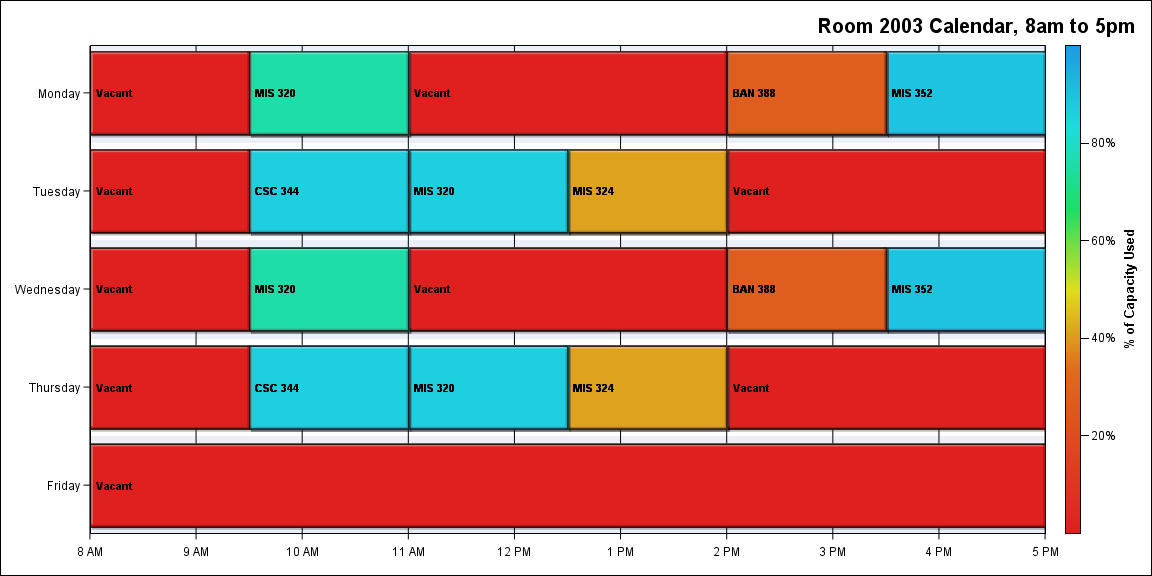 Room 2003 Calendar, 8am to 5pm
Monday
Vacant
MIS 320
Vacant
BAN 388
MIS 352
Tuesday
Vacant
CSC 344
MIS 320
MIS 324
Vacant
Wednesday
Vacant
MIS 320
Vacant
BAN 388
MIS 352
Thursday
Vacant
CSC 344
MIS 320
MIS 324
Vacant
Friday
Vacant
8 AM
9 AM
10 AM
11 AM
12 PM
1 PM
2 PM
3 PM
4 PM
5 PM
80%
60%
40%
20%
% of Capacity Used